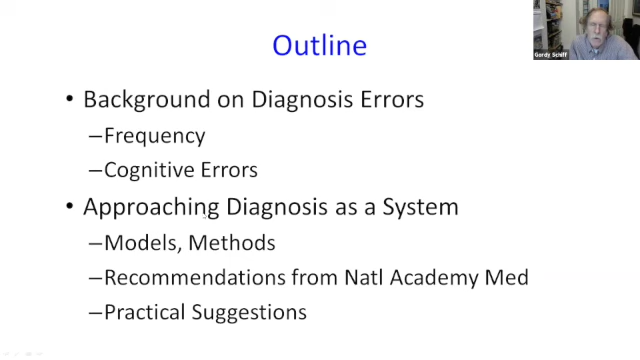 Outline
• Background on Diagnosis Errors
–Frequency
–Cognitive Errors
• Approaching Diagnosis as a System
–Models, Methods
–Recommendations from Natl Academy Med
–Practical Suggestions
Gordy Schiff